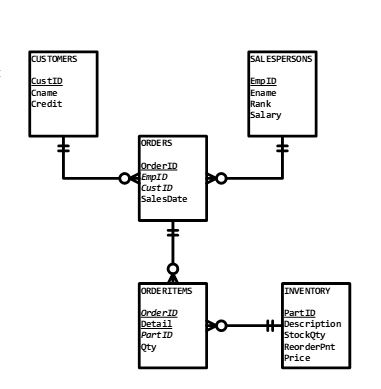 CUSTOMERS
CustID
Cname
Credit
SALESPERSONS
EmpID
Ename
Rank
Salary
ORDERS
OrderID
EmpID
CustID
SalesDate
ORDERITEMS
OrderID
Detail
PartID
Qty
INVENTORY
PartID
Description
StockQty
ReorderPnt
Price